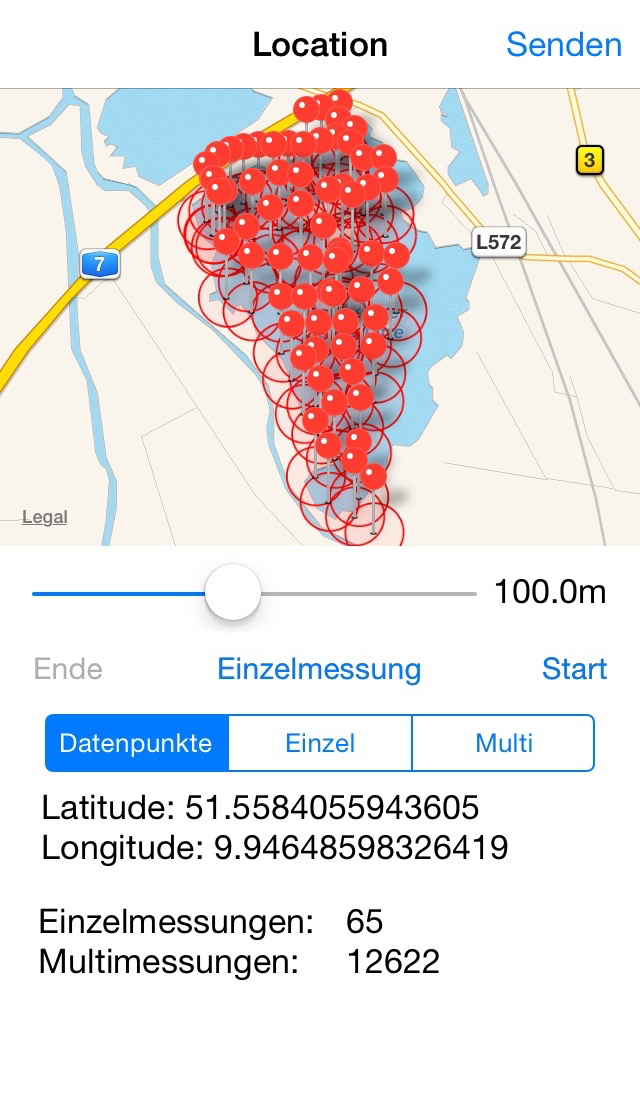 Location Senden
3
L572
7
Legal
100.0m
Ende Einzelmessung Start
Datenpunkte Einzel Multi
Latitude: 51.5584055943605
Longitude: 9.94648598326419
Einzelmessungen: 65
Multimessungen: 12622